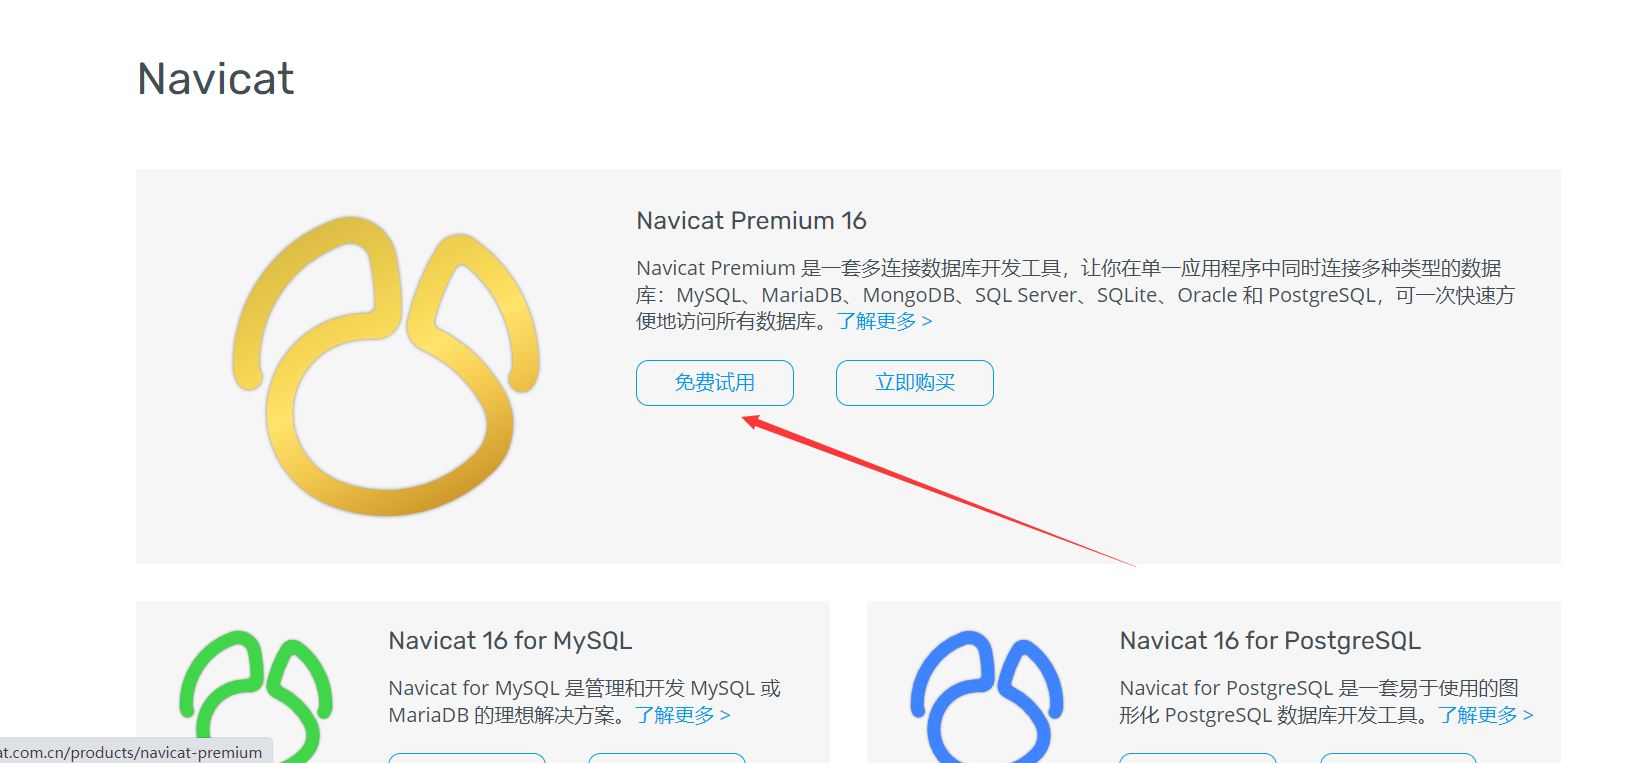 Navicat
Navicat Premium 16
Navicat Premium 是一套多连接数据库开发工具，让你在单一应用程序中同时连接多种类型的数据
库：MySQL、MariaDB、MongoDB、SQL Server、SQLite、Oracle 和 PostgreSQL，可一次快速方
便地访问所有数据库。了解更多 >
免费试用
立即购买
Navicat 16 for MySQL
Navicat for MySQL 是管理和开发 MySQL 或
MariaDB 的理想解决方案。了解更多 >
Navicat 16 for PostgreSQL
Navicat for PostgreSQL 是一套易于使用的图
形化 PostgreSQL 数据库开发工具。了解更多 >
at.com.cn/products/navicat-premium